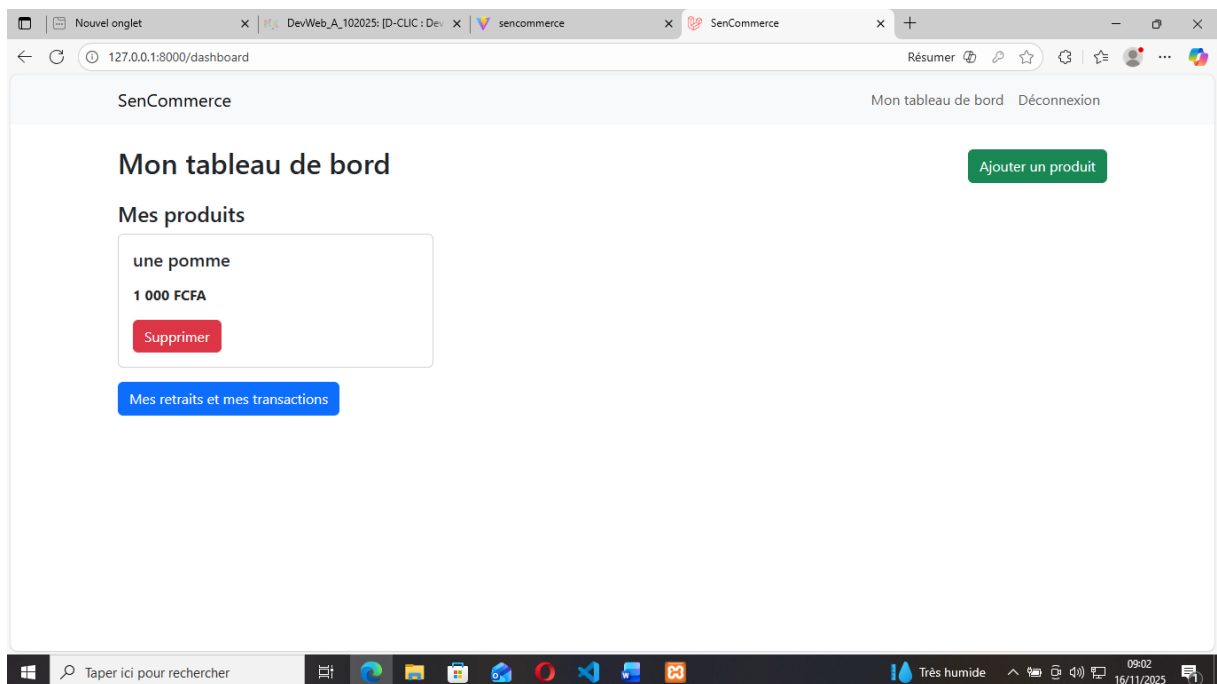 Nouvel onglet
DevWeb_A_102025: [D-CLIC : Dev
sencommerce
SenCommerce
127.0.0.1:8000/dashboard
Résumer
SenCommerce
Mon tableau de bord
Déconnexion
Mon tableau de bord
Ajouter un produit
Mes produits
une pomme
1 000 FCFA
Supprimer
Mes retraits et mes transactions
Taper ici pour rechercher
Très humide
09:02
16/11/2025